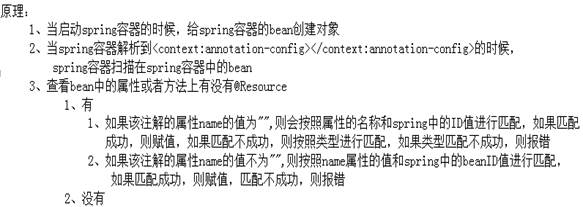 原理：
1、当启动spring容器的时候，给spring容器的bean创建对象
2、当spring容器解析到<context:annotation-config></context:annotation-config>的时候，
spring容器扫描在spring容器中的bean
3、查看bean中的属性或者方法上有没有@Resource
1、有
1、如果该注解的属性name的值为"",则会按照属性的名称和spring中的ID值进行匹配，如果匹配
成功，则赋值，如果匹配不成功，则按照类型进行匹配，如果类型匹配不成功，则报错
2、如果该注解的属性name的值不为"",则按照name属性的值和spring中的beanID值进行匹配，
如果匹配成功，则赋值，匹配不成功，则报错
2、没有